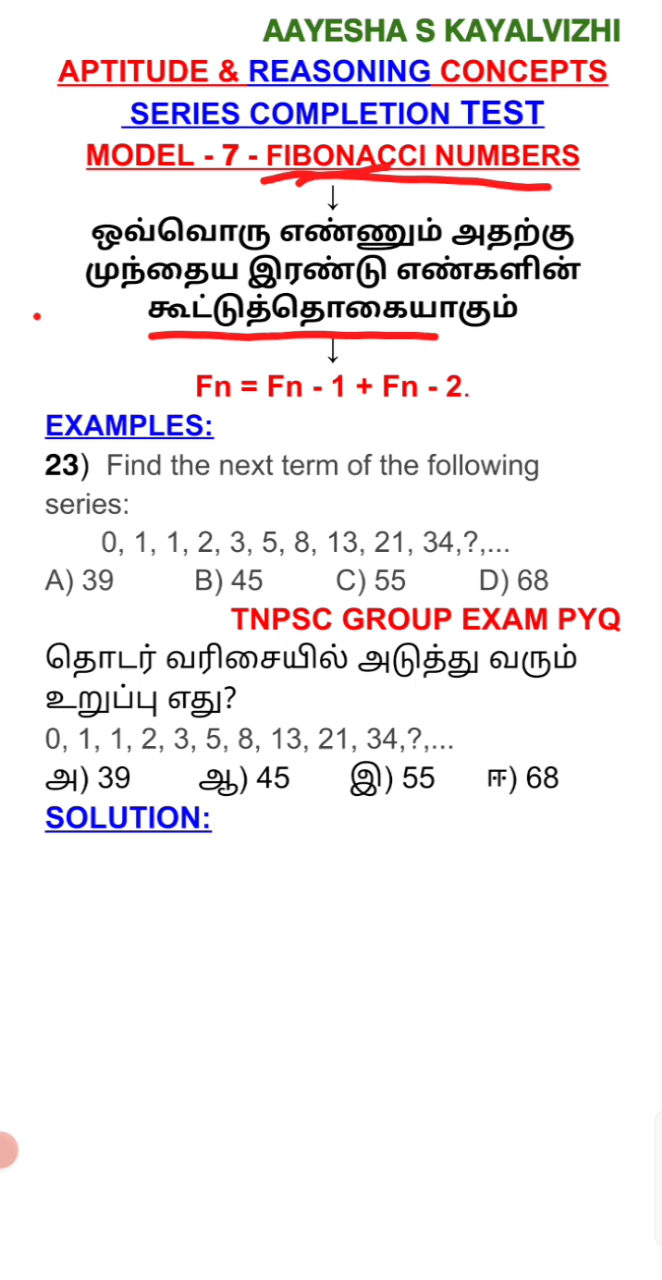 AAYESHA S KAYALVIZHI
APTITUDE & REASONING CONCEPTS
SERIES COMPLETION TEST
MODEL - 7 - FIBONACCI NUMBERS
↓
ஒவ்வொரு எண்ணும் அதற்கு
முந்தைய இரண்டு எண்களின்
கூட்டுத்தொகையாகும்
↓
Fn = Fn - 1 + Fn - 2.
EXAMPLES:
23) Find the next term of the following
series:
0, 1, 1, 2, 3, 5, 8, 13, 21, 34,?,...
A) 39 B) 45 C) 55 D) 68
TNPSC GROUP EXAM PYQ
தொடர் வரிசையில் அடுத்து வரும்
உறுப்பு எது?
0, 1, 1, 2, 3, 5, 8, 13, 21, 34,?,...
அ) 39 ஆ) 45 இ) 55 ஈ) 68
SOLUTION: